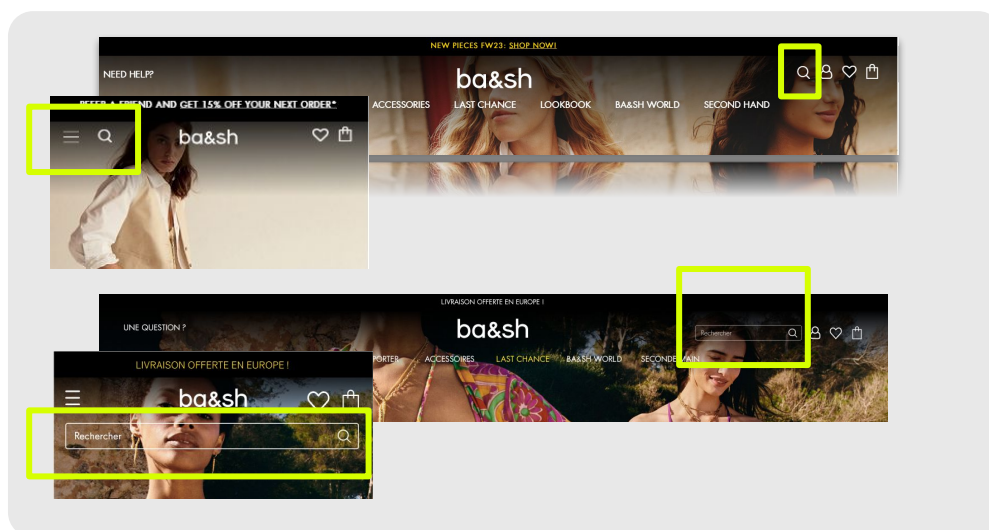 NEW PIECES FW23: SHOP NOW!
NEED HELP?
ba&sh
ACCESSORIES LAST CHANCE LOOKBOOK BA&SH WORLD SECOND HAND
REFER A FRIEND AND GET 15% OFF YOUR NEXT ORDER*
ba&sh
LIVRAISON OFFERTE EN EUROPE !
UNE QUESTION ?
ba&sh
Rechercher
ACCESSOIRES LAST CHANCE BA&SH WORLD SECONDE MAIN
LIVRAISON OFFERTE EN EUROPE !
ba&sh
Rechercher